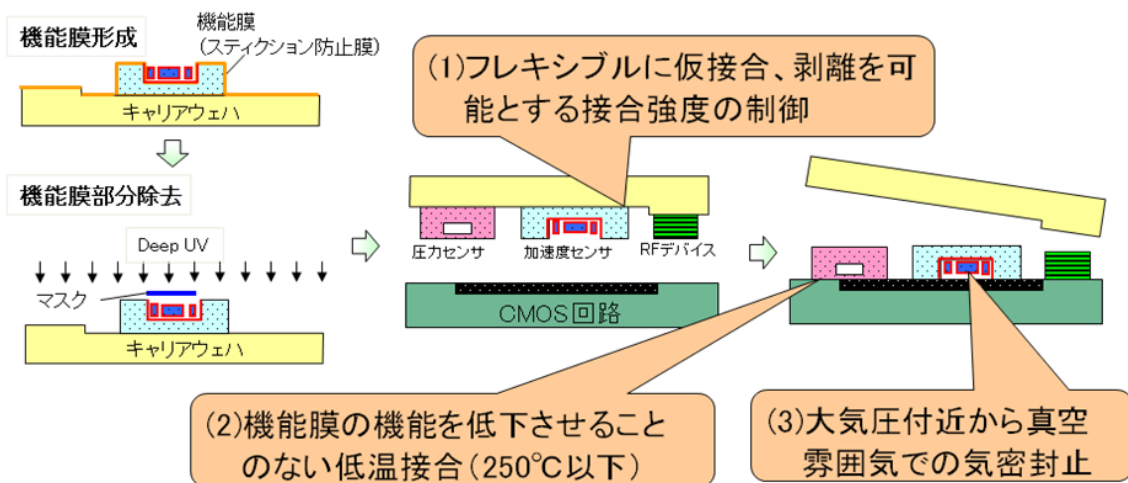 機能膜形成
機能膜
(スティクション防止膜)
キャリアウェハ
機能膜部分除去
Deep UV
マスク
キャリアウェハ
(1)フレキシブルに仮接合、剥離を可
能とする接合強度の制御
圧力センサ
加速度センサ
RFデバイス
CMOS回路
(2)機能膜の機能を低下させること
のない低温接合(250℃以下)
(3)大気圧付近から真空
雰囲気での気密封止